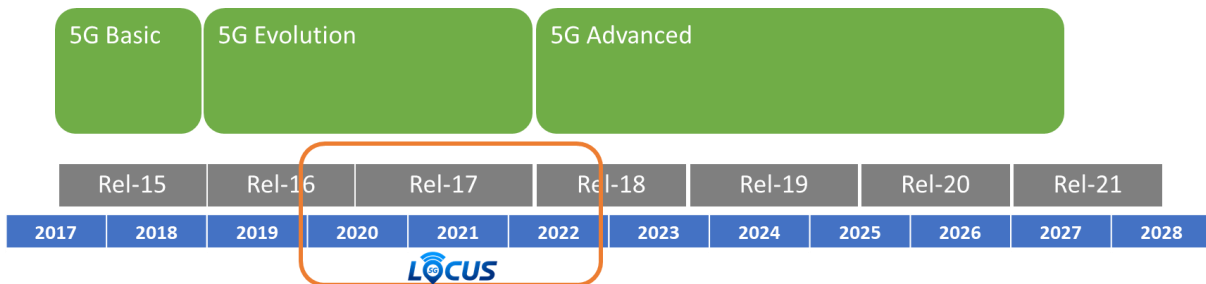 5G Basic 5G Evolution 5G Advanced
Rel-15 Rel-16 Rel-17 Rel-18 Rel-19 Rel-20 Rel-21
2017 2018 2019 2020 2021 2022 2023 2024 2025 2026 2027 2028
LOCUS 5G